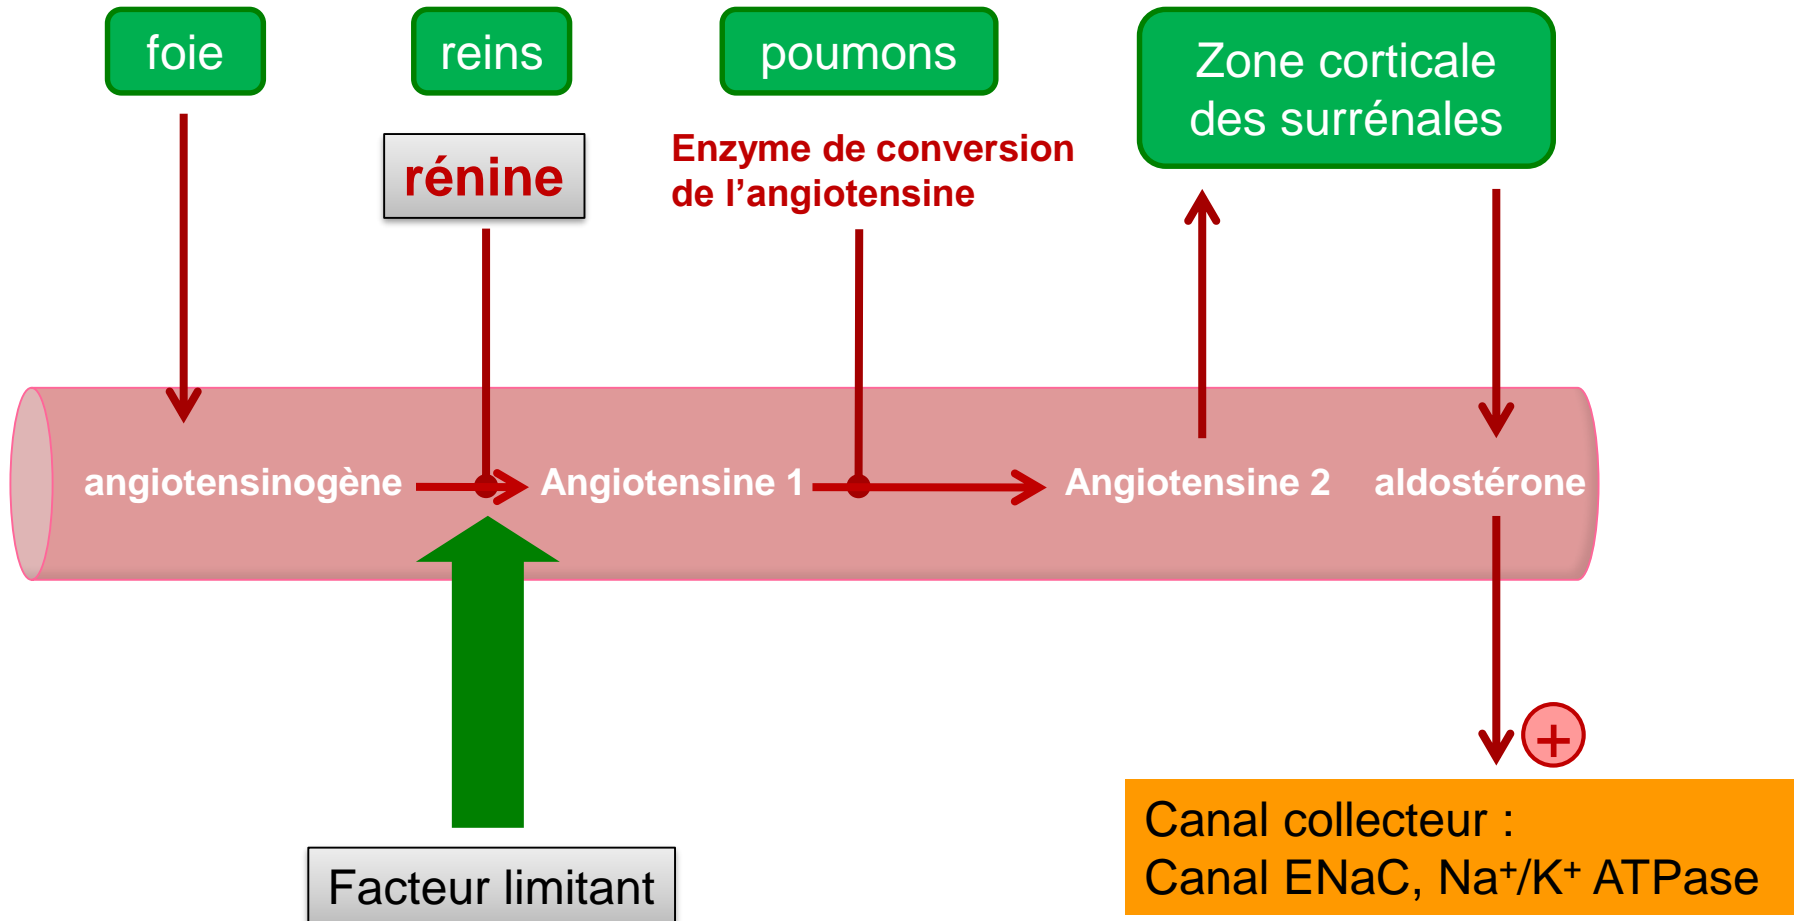 foie
reins
poumons
Zone corticale
des surrénales
rénine
Enzyme de conversion
de l’angiotensine
angiotensinogène
Angiotensine 1
Angiotensine 2
aldostérone
+
Facteur limitant
Canal collecteur :
Canal ENaC, Na⁺/K⁺ ATPase